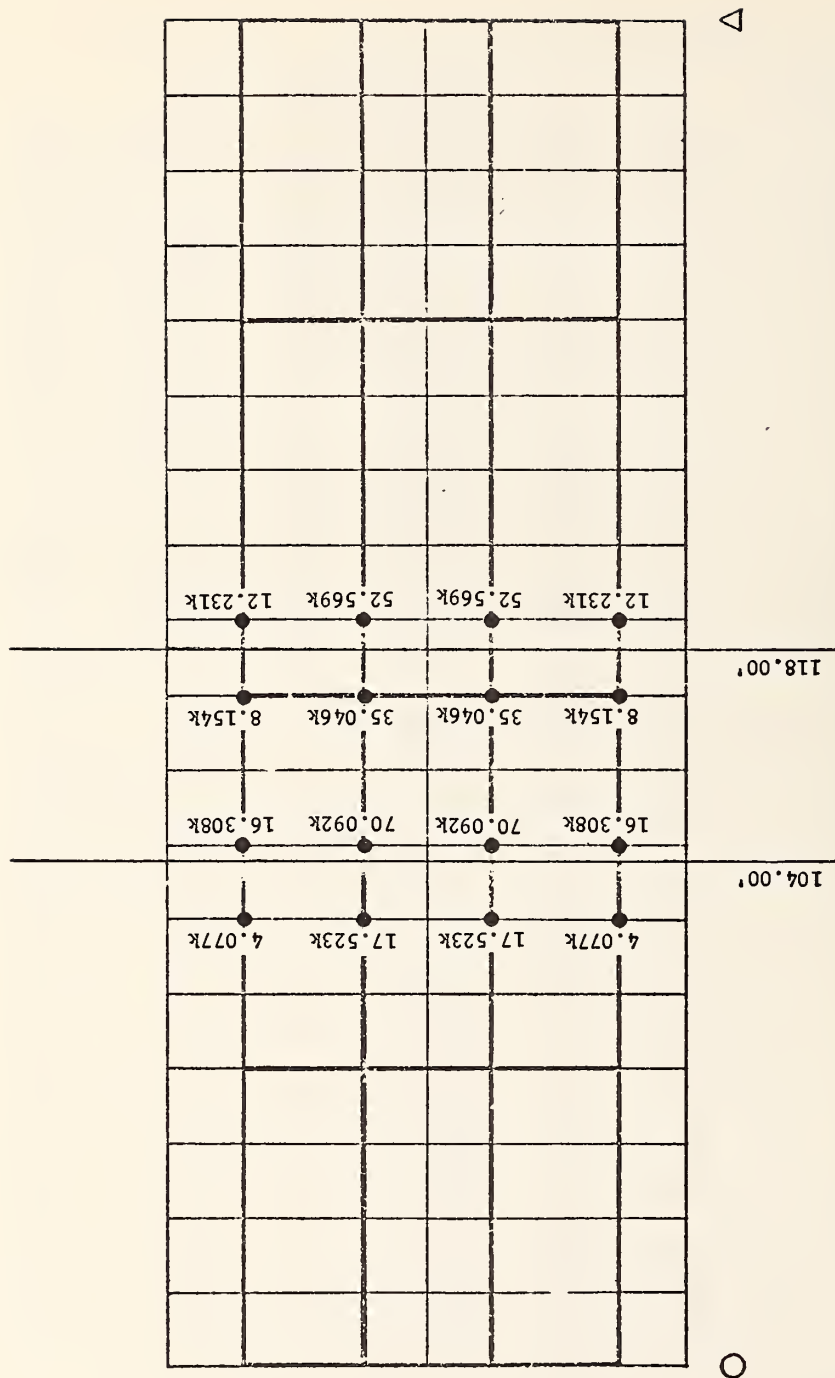 4.077k 17.523k 17.523k 4.077k
104.00'
16.308k 70.092k 70.092k 16.308k
8.154k 35.046k 35.046k 8.154k
118.00'
12.231k 52.569k 52.569k 12.231k